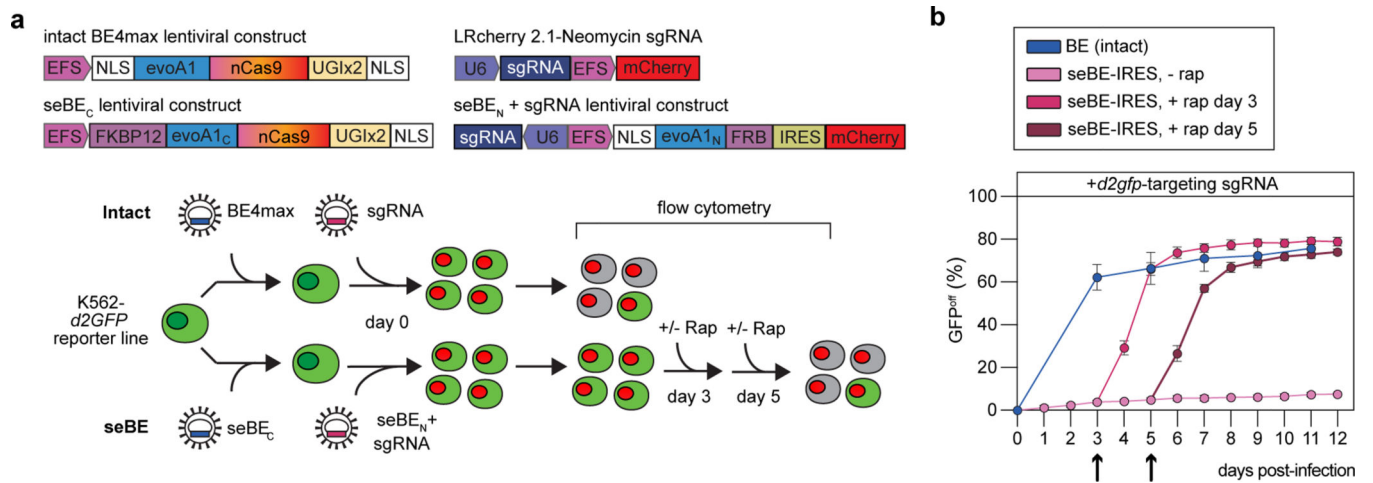 a
intact BE4max lentiviral construct
EFS NLS evoA1 nCas9 UGIx2 NLS
LRcherry 2.1-Neomycin sgRNA
U6 sgRNA EFS mCherry
seBEC lentiviral construct
EFS FKBP12 evoA1C nCas9 UGIx2 NLS
seBEN + sgRNA lentiviral construct
sgRNA U6 EFS NLS evoA1N FRB IRES mCherry
Intact
BE4max
sgRNA
flow cytometry
K562-
d2GFP
reporter line
day 0
+/- Rap
+/- Rap
day 3
day 5
seBE
seBEC
seBEN+
sgRNA
b
BE (intact)
seBE-IRES, - rap
seBE-IRES, + rap day 3
seBE-IRES, + rap day 5
+d2gfp-targeting sgRNA
GFPoff (%)
100
80
60
40
20
0
0 1 2 3 4 5 6 7 8 9 10 11 12
days post-infection